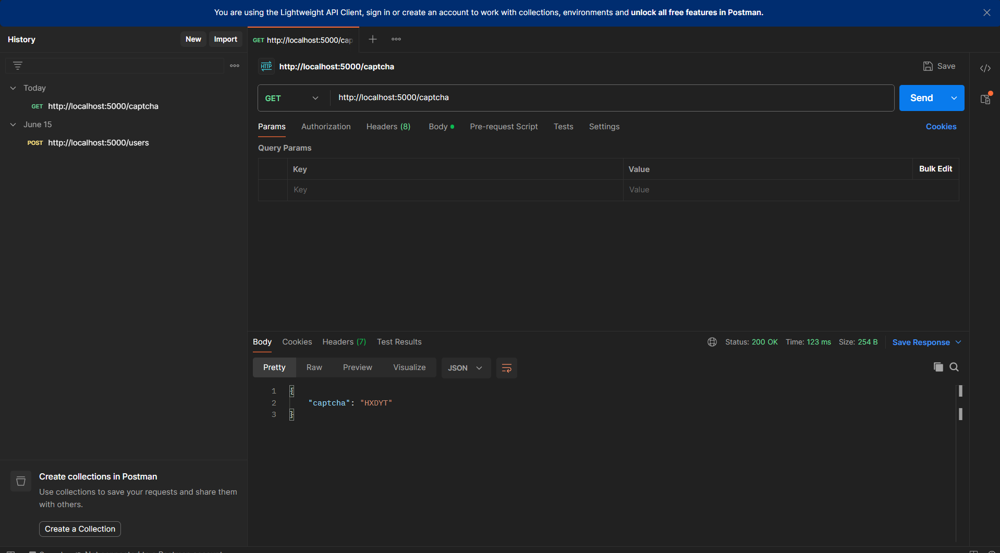 You are using the Lightweight API Client, sign in or create an account to work with collections, environments and unlock all free features in Postman.
History
New
Import
GET http://localhost:5000/cap
HTTP http://localhost:5000/captcha
Save
Today
GET http://localhost:5000/captcha
June 15
POST http://localhost:5000/users
GET
http://localhost:5000/captcha
Send
Params
Authorization
Headers (8)
Body
Pre-request Script
Tests
Settings
Cookies
Query Params
Key
Value
Bulk Edit
Key
Value
Body
Cookies
Headers (7)
Test Results
Status: 200 OK
Time: 123 ms
Size: 254 B
Save Response
Pretty
Raw
Preview
Visualize
JSON
1 {
2 "captcha": "HXDYT"
3 }
Create collections in Postman
Use collections to save your requests and share them
with others.
Create a Collection